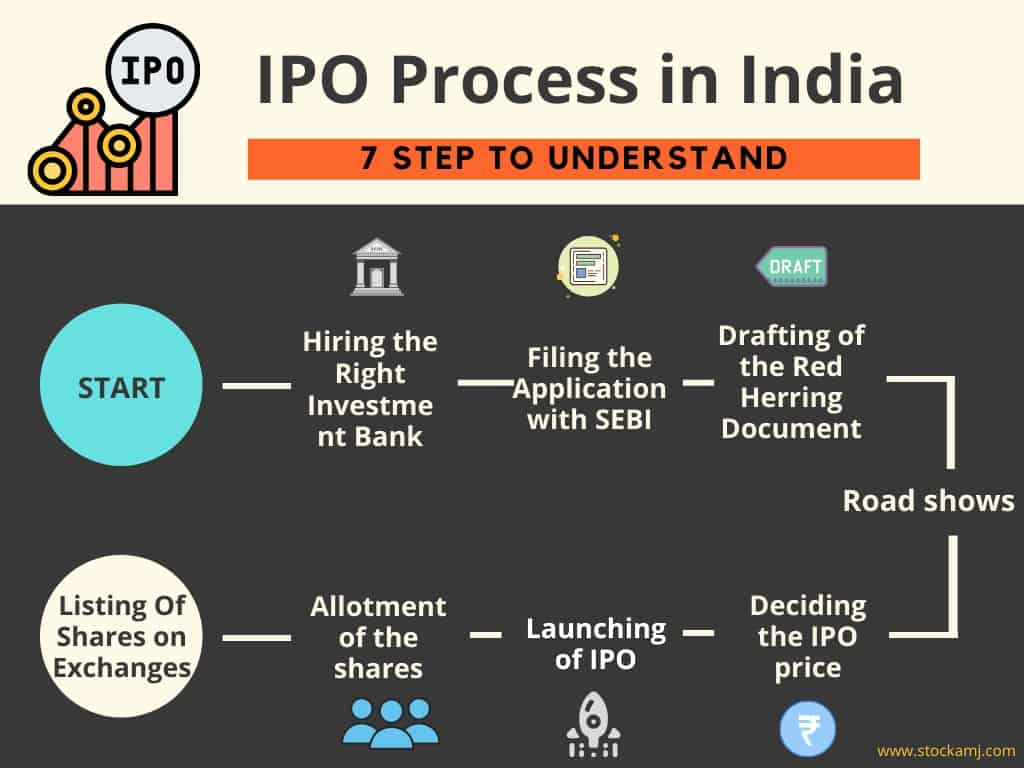 IPO
IPO Process in India
7 STEP TO UNDERSTAND
BANK
DRAFT
START
Hiring the
Right
Investme
nt Bank
Filing the
Application
with SEBI
Drafting of
the Red
Herring
Document
Road shows
Deciding
the IPO
price
₹
Launching
of IPO
Allotment
of the
shares
Listing Of
Shares on
Exchanges
www.stockamj.com